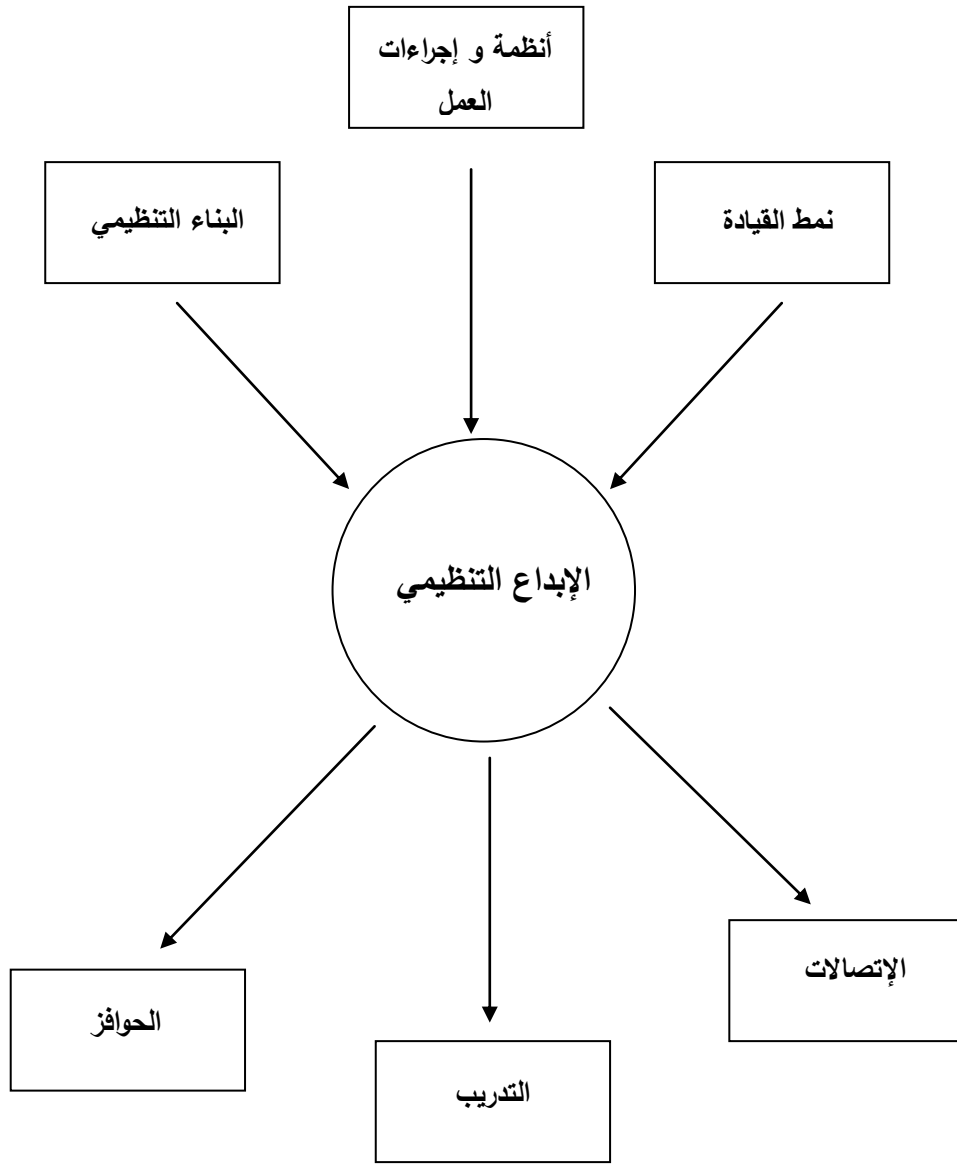 أنظمة و إجراءات
العمل
نمط القيادة
البناء التنظيمي
الإبداع التنظيمي
الإتصالات
الحوافز
التدريب